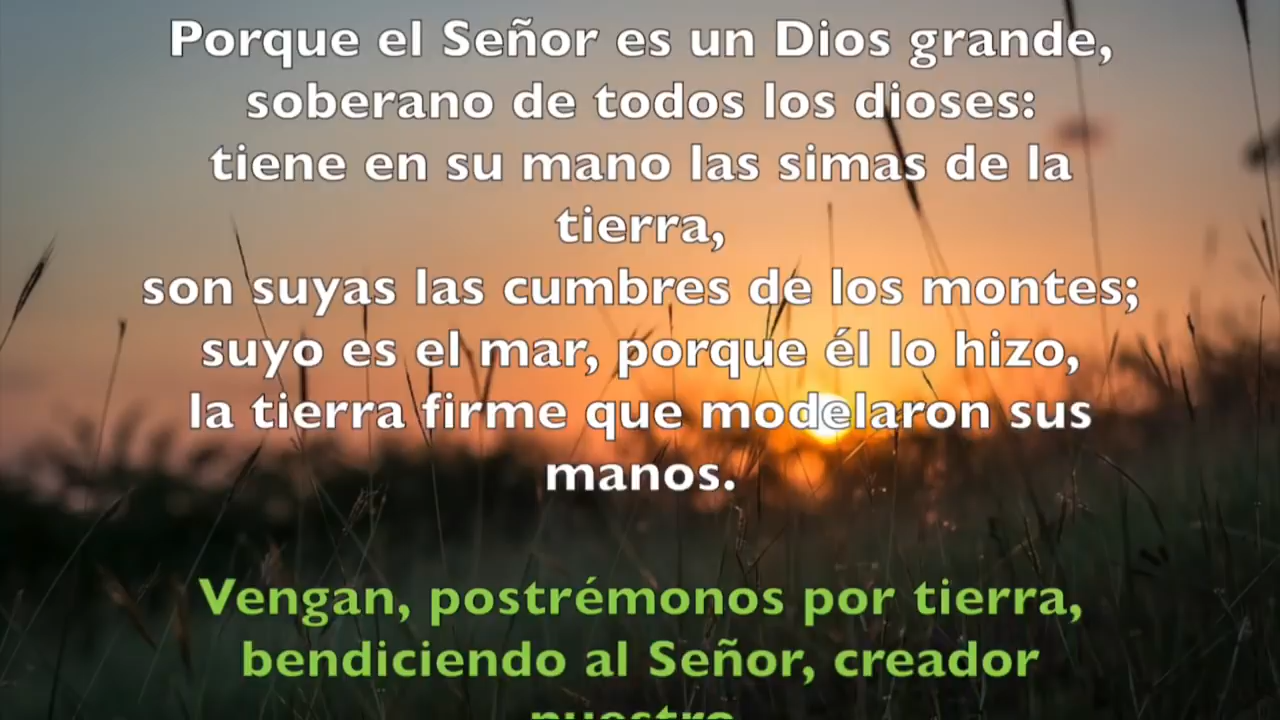 Porque el Señor es un Dios grande,
soberano de todos los dioses:
tiene en su mano las simas de la
tierra,
son suyas las cumbres de los montes;
suyo es el mar, porque él lo hizo,
la tierra firme que modelaron sus
manos.
Vengan, postrémonos por tierra,
bendiciendo al Señor, creador
nuestro